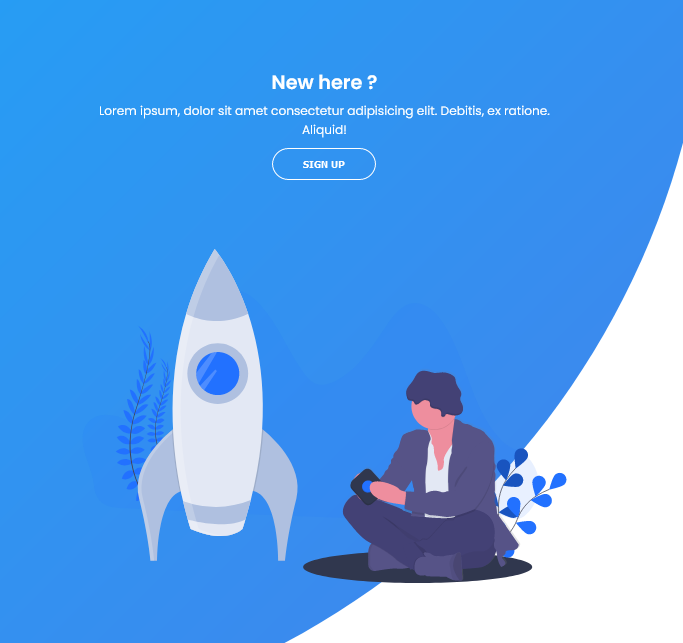 New here ?
Lorem ipsum, dolor sit amet consectetur adipisicing elit. Debitis, ex ratione.
Aliquid!
SIGN UP